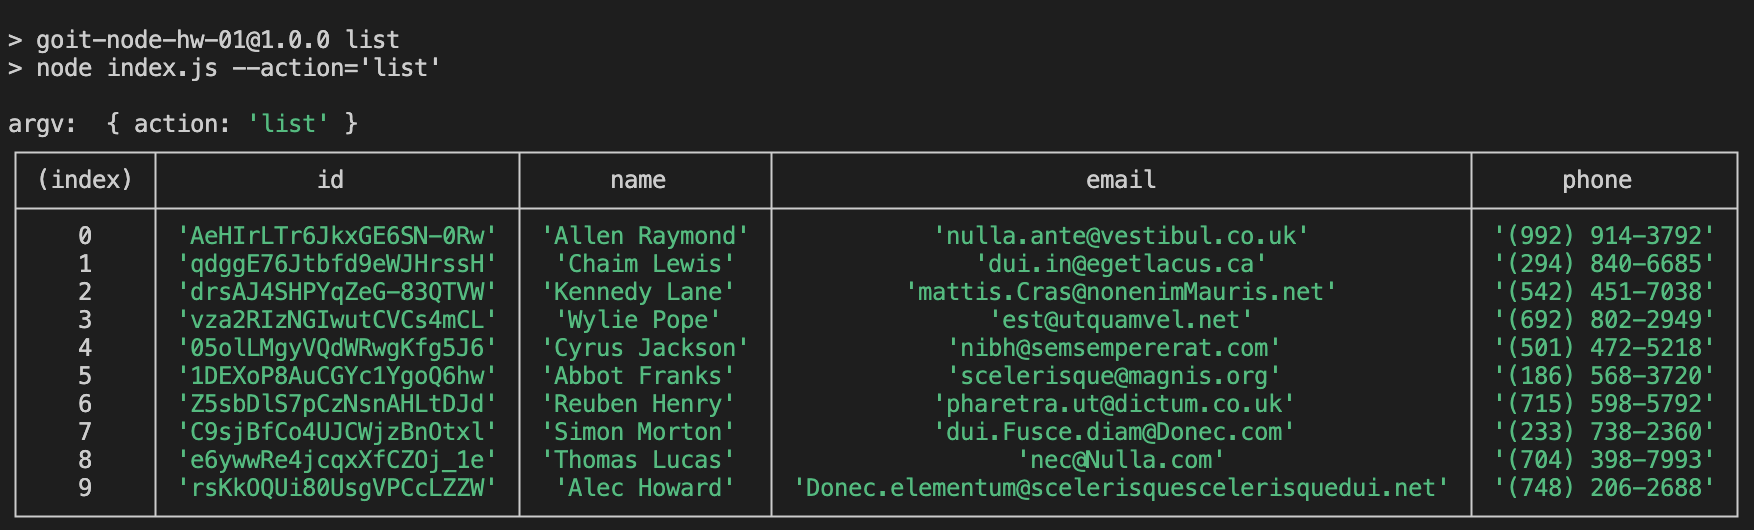 > goit-node-hw-01@1.0.0 list
> node index.js --action='list'
argv:  { action: 'list' }
(index) id name email phone
0 'AeHIrLTr6JkxGE6SN-0Rw' 'Allen Raymond' 'nulla.ante@vestibul.co.uk' '(992) 914-3792'
1 'qdggE76Jtbfd9eWJHrssH' 'Chaim Lewis' 'dui.in@egetlacus.ca' '(294) 840-6685'
2 'drsAJ4SHPYqZeG-83QTVW' 'Kennedy Lane' 'mattis.Cras@nonenimMauris.net' '(542) 451-7038'
3 'vza2RIzNGIwutCVCs4mCL' 'Wylie Pope' 'est@utquamvel.net' '(692) 802-2949'
4 '05olLMgyVQdWRwgKfg5J6' 'Cyrus Jackson' 'nibh@semsempererat.com' '(501) 472-5218'
5 '1DEXoP8AuCGYc1YgoQ6hw' 'Abbot Franks' 'scelerisque@magnis.org' '(186) 568-3720'
6 'Z5sbDlS7pCzNsnAHLtDJd' 'Reuben Henry' 'pharetra.ut@dictum.co.uk' '(715) 598-5792'
7 'C9sjBfCo4UJCWjzBnOtxl' 'Simon Morton' 'dui.Fusce.diam@Donec.com' '(233) 738-2360'
8 'e6ywwRe4jcqxXfCZOj_1e' 'Thomas Lucas' 'nec@Nulla.com' '(704) 398-7993'
9 'rsKkOQUi80UsgVPCcLZZW' 'Alec Howard' 'Donec.elementum@scelerisquescelerisquedui.net' '(748) 206-2688'